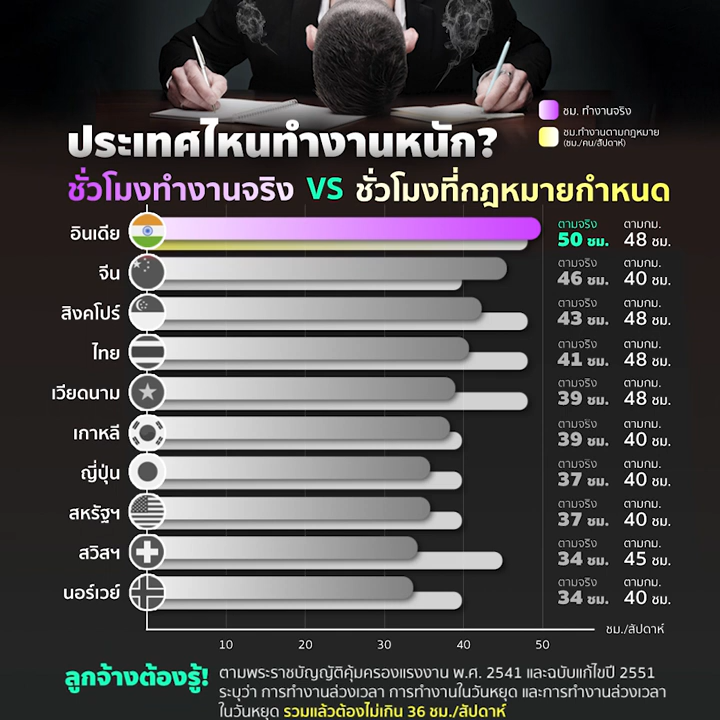 ชม. ทำงานจริง
ชม.ทำงานตามกฎหมาย
(ชม./คน/สัปดาห์)
ประเทศไหนทำงานหนัก?
ชั่วโมงทำงานจริง VS ชั่วโมงที่กฎหมายกำหนด
อินเดีย ตามจริง 50 ชม. ตามกม. 48 ชม.
จีน ตามจริง 46 ชม. ตามกม. 40 ชม.
สิงคโปร์ ตามจริง 43 ชม. ตามกม. 48 ชม.
ไทย ตามจริง 41 ชม. ตามกม. 48 ชม.
เวียดนาม ตามจริง 39 ชม. ตามกม. 48 ชม.
เกาหลี ตามจริง 39 ชม. ตามกม. 40 ชม.
ญี่ปุ่น ตามจริง 37 ชม. ตามกม. 40 ชม.
สหรัฐฯ ตามจริง 37 ชม. ตามกม. 40 ชม.
สวิสฯ ตามจริง 34 ชม. ตามกม. 45 ชม.
นอร์เวย์ ตามจริง 34 ชม. ตามกม. 40 ชม.
ชม./สัปดาห์
10 20 30 40 50
ลูกจ้างต้องรู้! ตามพระราชบัญญัติคุ้มครองแรงงาน พ.ศ. 2541 และฉบับแก้ไขปี 2551
ระบุว่า การทำงานล่วงเวลา การทำงานในวันหยุด และการทำงานล่วงเวลา
ในวันหยุด รวมแล้วต้องไม่เกิน 36 ชม./สัปดาห์